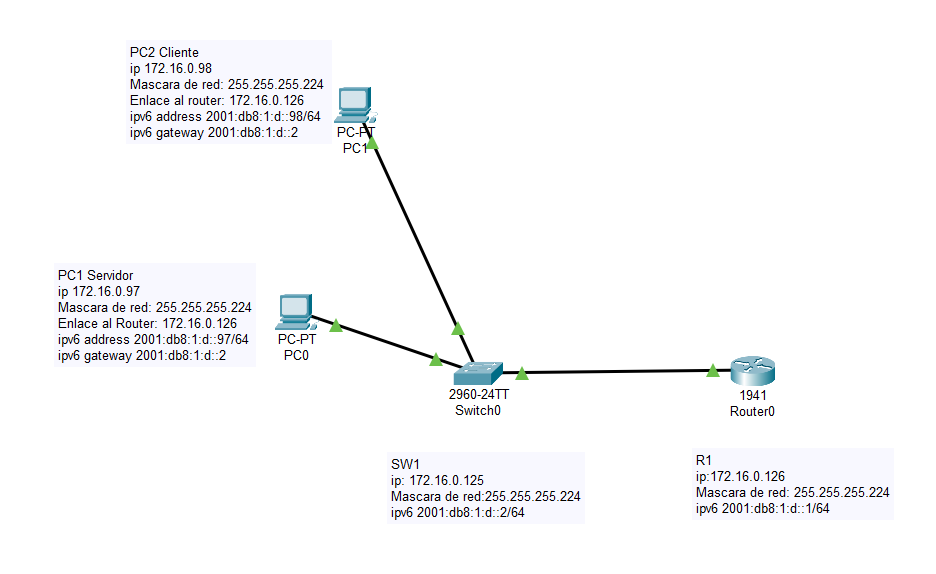 PC2 Cliente
ip 172.16.0.98
Mascara de red: 255.255.255.224
Enlace al router: 172.16.0.126
ipv6 address 2001:db8:1:d::98/64
ipv6 gateway 2001:db8:1:d::2
PC-PT
PC1
PC1 Servidor
ip 172.16.0.97
Mascara de red: 255.255.255.224
Enlace al Router: 172.16.0.126
ipv6 address 2001:db8:1:d::97/64
ipv6 gateway 2001:db8:1:d::2
PC-PT
PC0
2960-24TT
Switch0
1941
Router0
SW1
ip: 172.16.0.125
Mascara de red:255.255.255.224
ipv6 2001:db8:1:d::2/64
R1
ip:172.16.0.126
Mascara de red: 255.255.255.224
ipv6 2001:db8:1:d::1/64